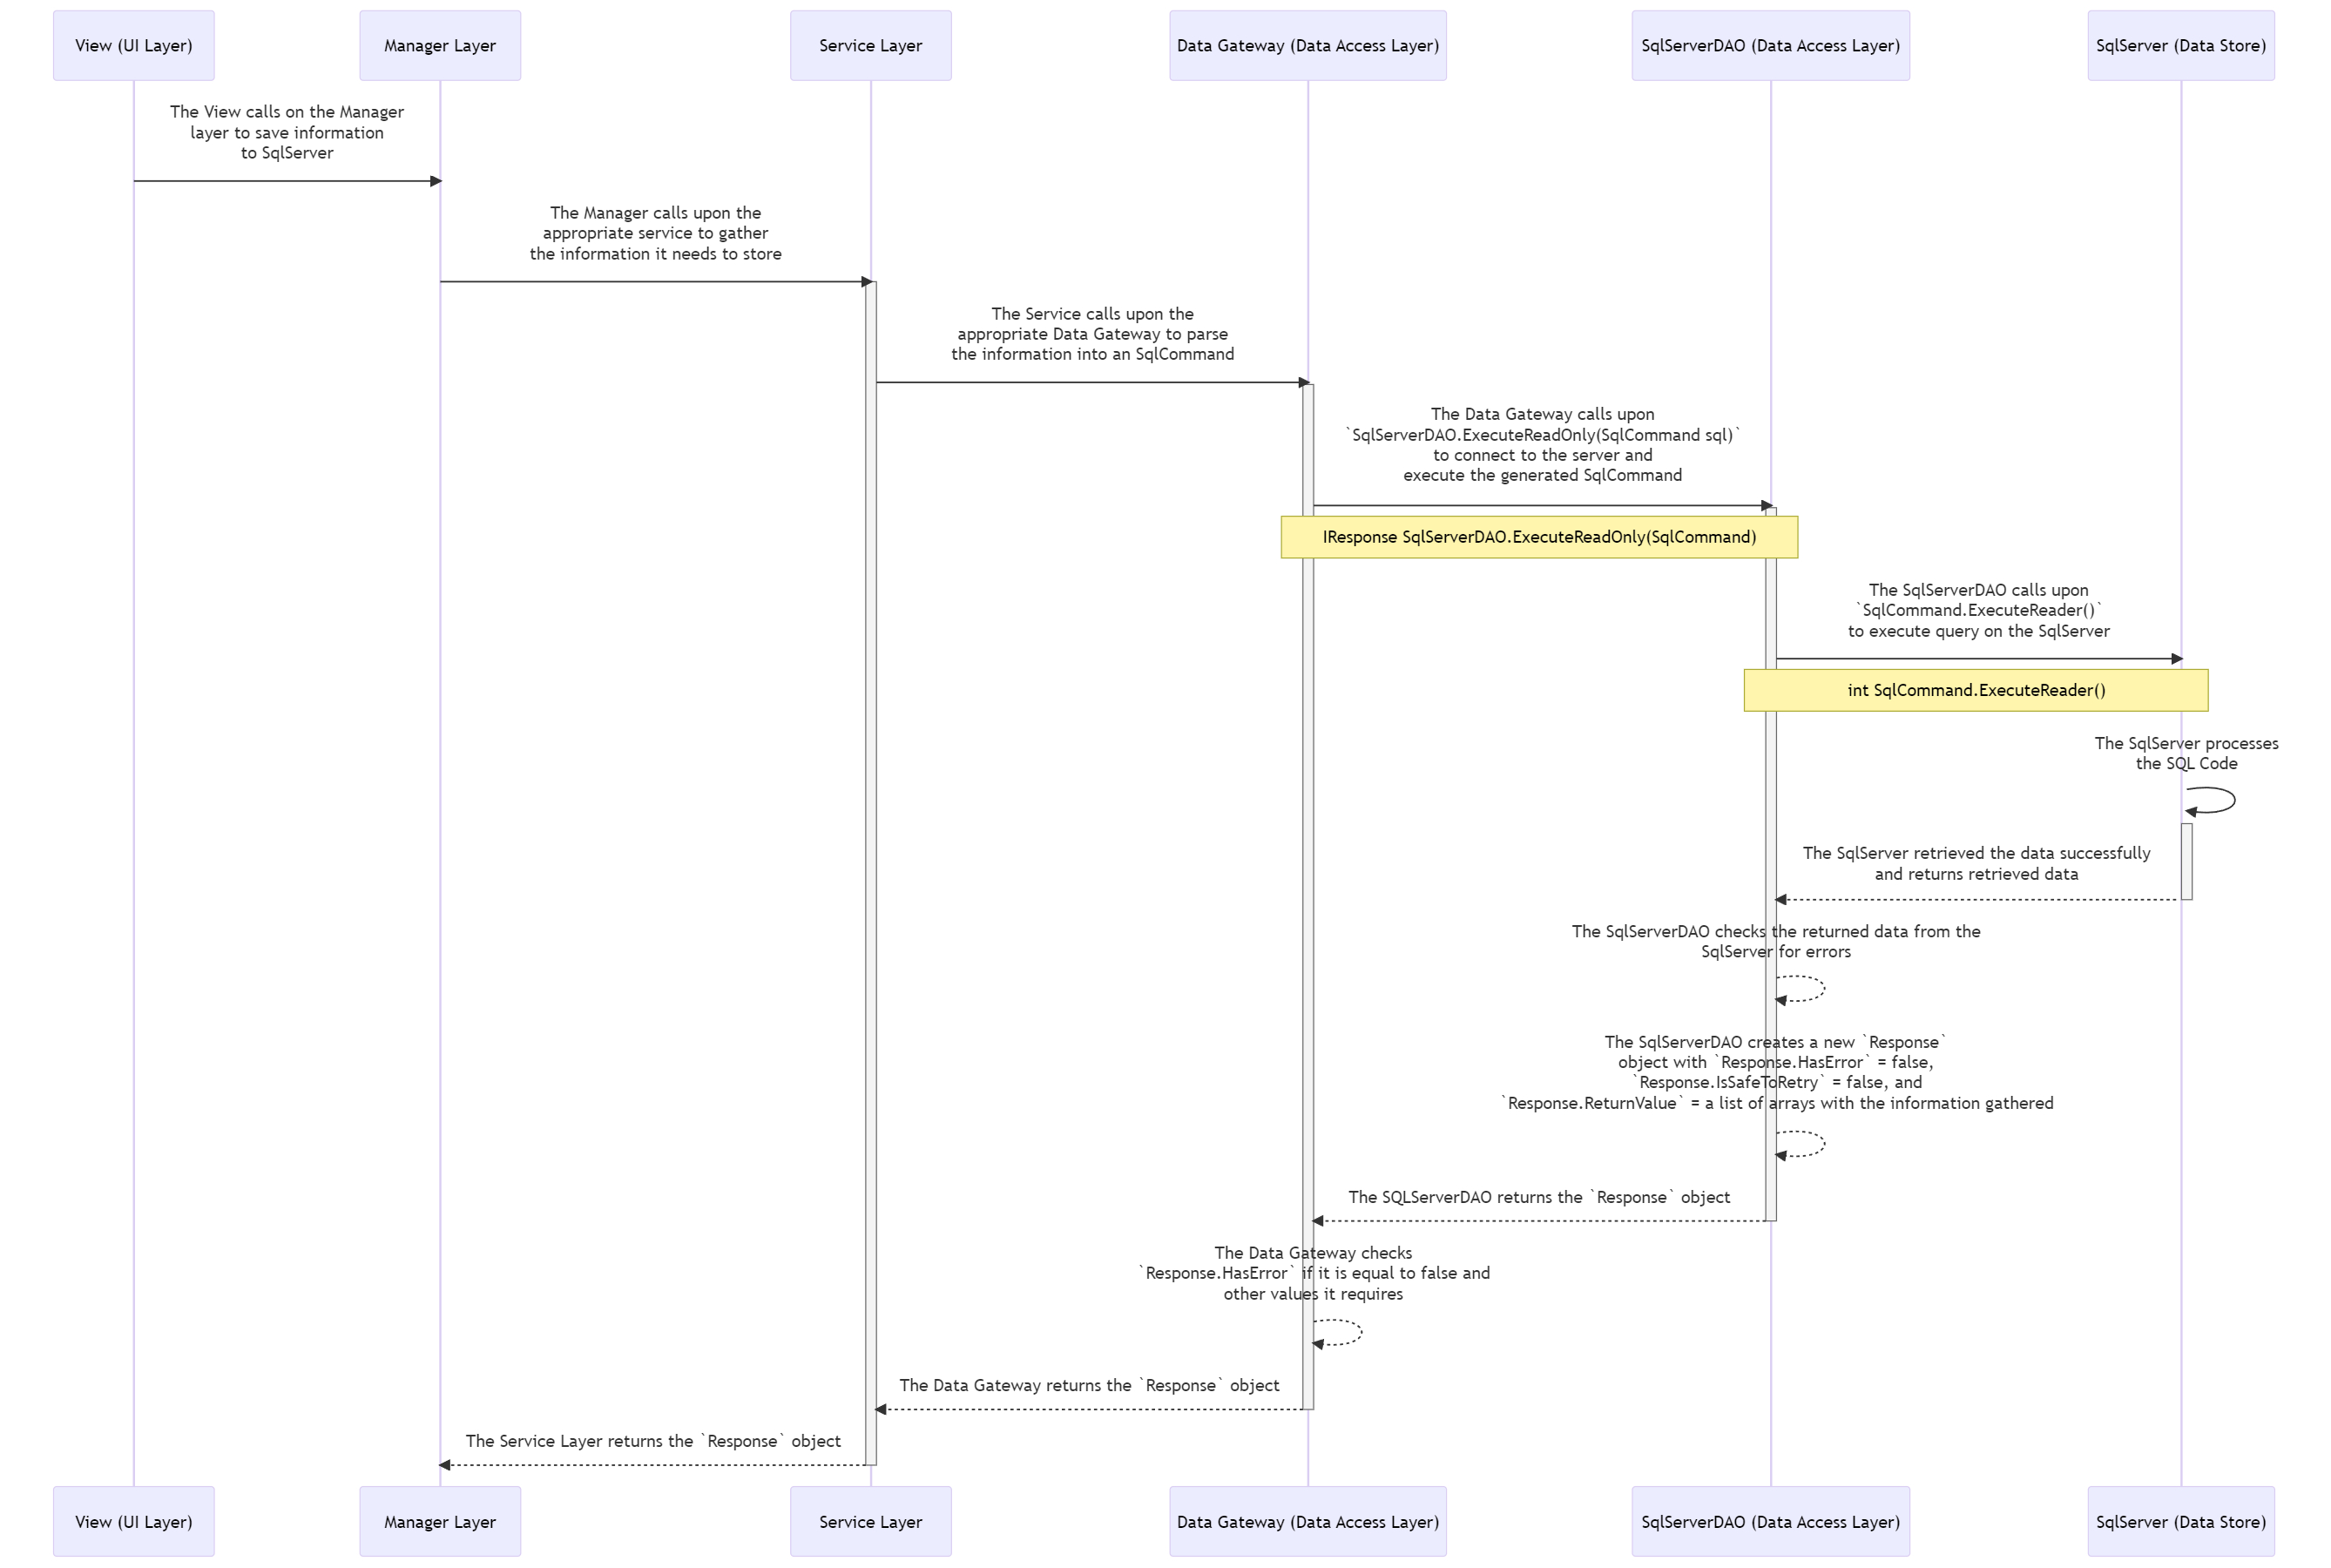 View (UI Layer)
Manager Layer
Service Layer
Data Gateway (Data Access Layer)
SqlServerDAO (Data Access Layer)
SqlServer (Data Store)
The View calls on the Manager
layer to save information
to SqlServer
The Manager calls upon the
appropriate service to gather
the information it needs to store
The Service calls upon the
appropriate Data Gateway to parse
the information into an SqlCommand
The Data Gateway calls upon
`SqlServerDAO.ExecuteReadOnly(SqlCommand sql)`
to connect to the server and
execute the generated SqlCommand
IResponse SqlServerDAO.ExecuteReadOnly(SqlCommand)
The SqlServerDAO calls upon
`SqlCommand.ExecuteReader()`
to execute query on the SqlServer
int SqlCommand.ExecuteReader()
The SqlServer processes
the SQL Code
The SqlServer retrieved the data successfully
and returns retrieved data
The SqlServerDAO checks the returned data from the
SqlServer for errors
The SqlServerDAO creates a new `Response`
object with `Response.HasError` = false,
`Response.IsSafeToRetry` = false, and
`Response.ReturnValue` = a list of arrays with the information gathered
The SQLServerDAO returns the `Response` object
The Data Gateway checks
`Response.HasError` if it is equal to false and
other values it requires
The Data Gateway returns the `Response` object
The Service Layer returns the `Response` object
View (UI Layer)
Manager Layer
Service Layer
Data Gateway (Data Access Layer)
SqlServerDAO (Data Access Layer)
SqlServer (Data Store)